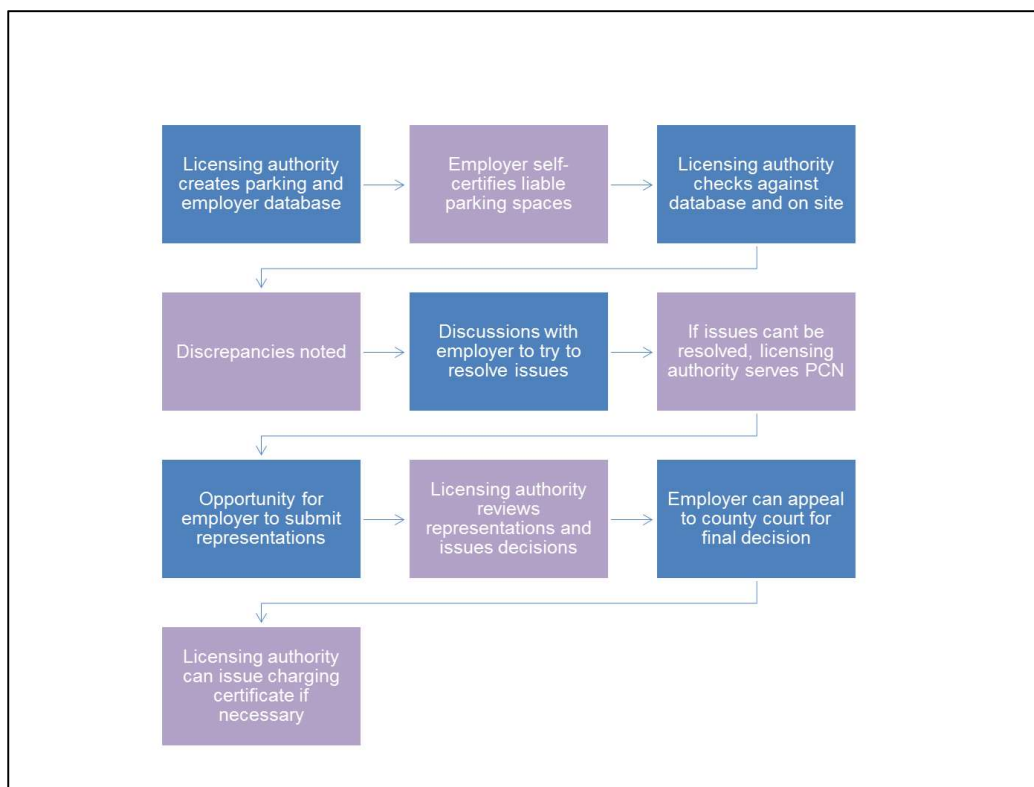 Licensing authority
creates parking and
employer database
Employer self-
certifies liable
parking spaces
Licensing authority
checks against
database and on site
Discrepancies noted
Discussions with
employer to try to
resolve issues
If issues cant be
resolved, licensing
authority serves PCN
Opportunity for
employer to submit
representations
Licensing authority
reviews
representations and
issues decisions
Employer can appeal
to county court for
final decision
Licensing authority
can issue charging
certificate if
necessary